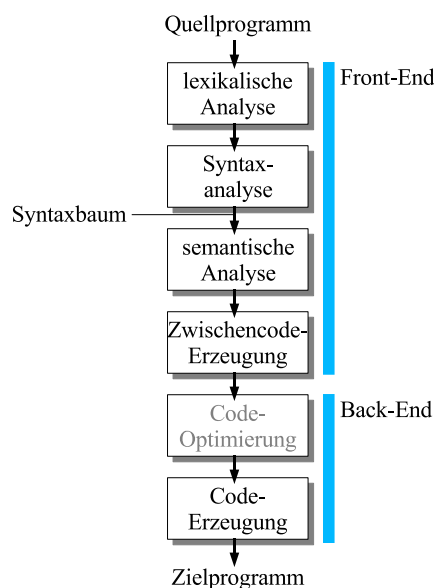 Quellprogramm
lexikalische
Analyse
Front-End
Syntax-
analyse
Syntaxbaum
semantische
Analyse
Zwischencode-
Erzeugung
Code-
Optimierung
Back-End
Code-
Erzeugung
Zielprogramm